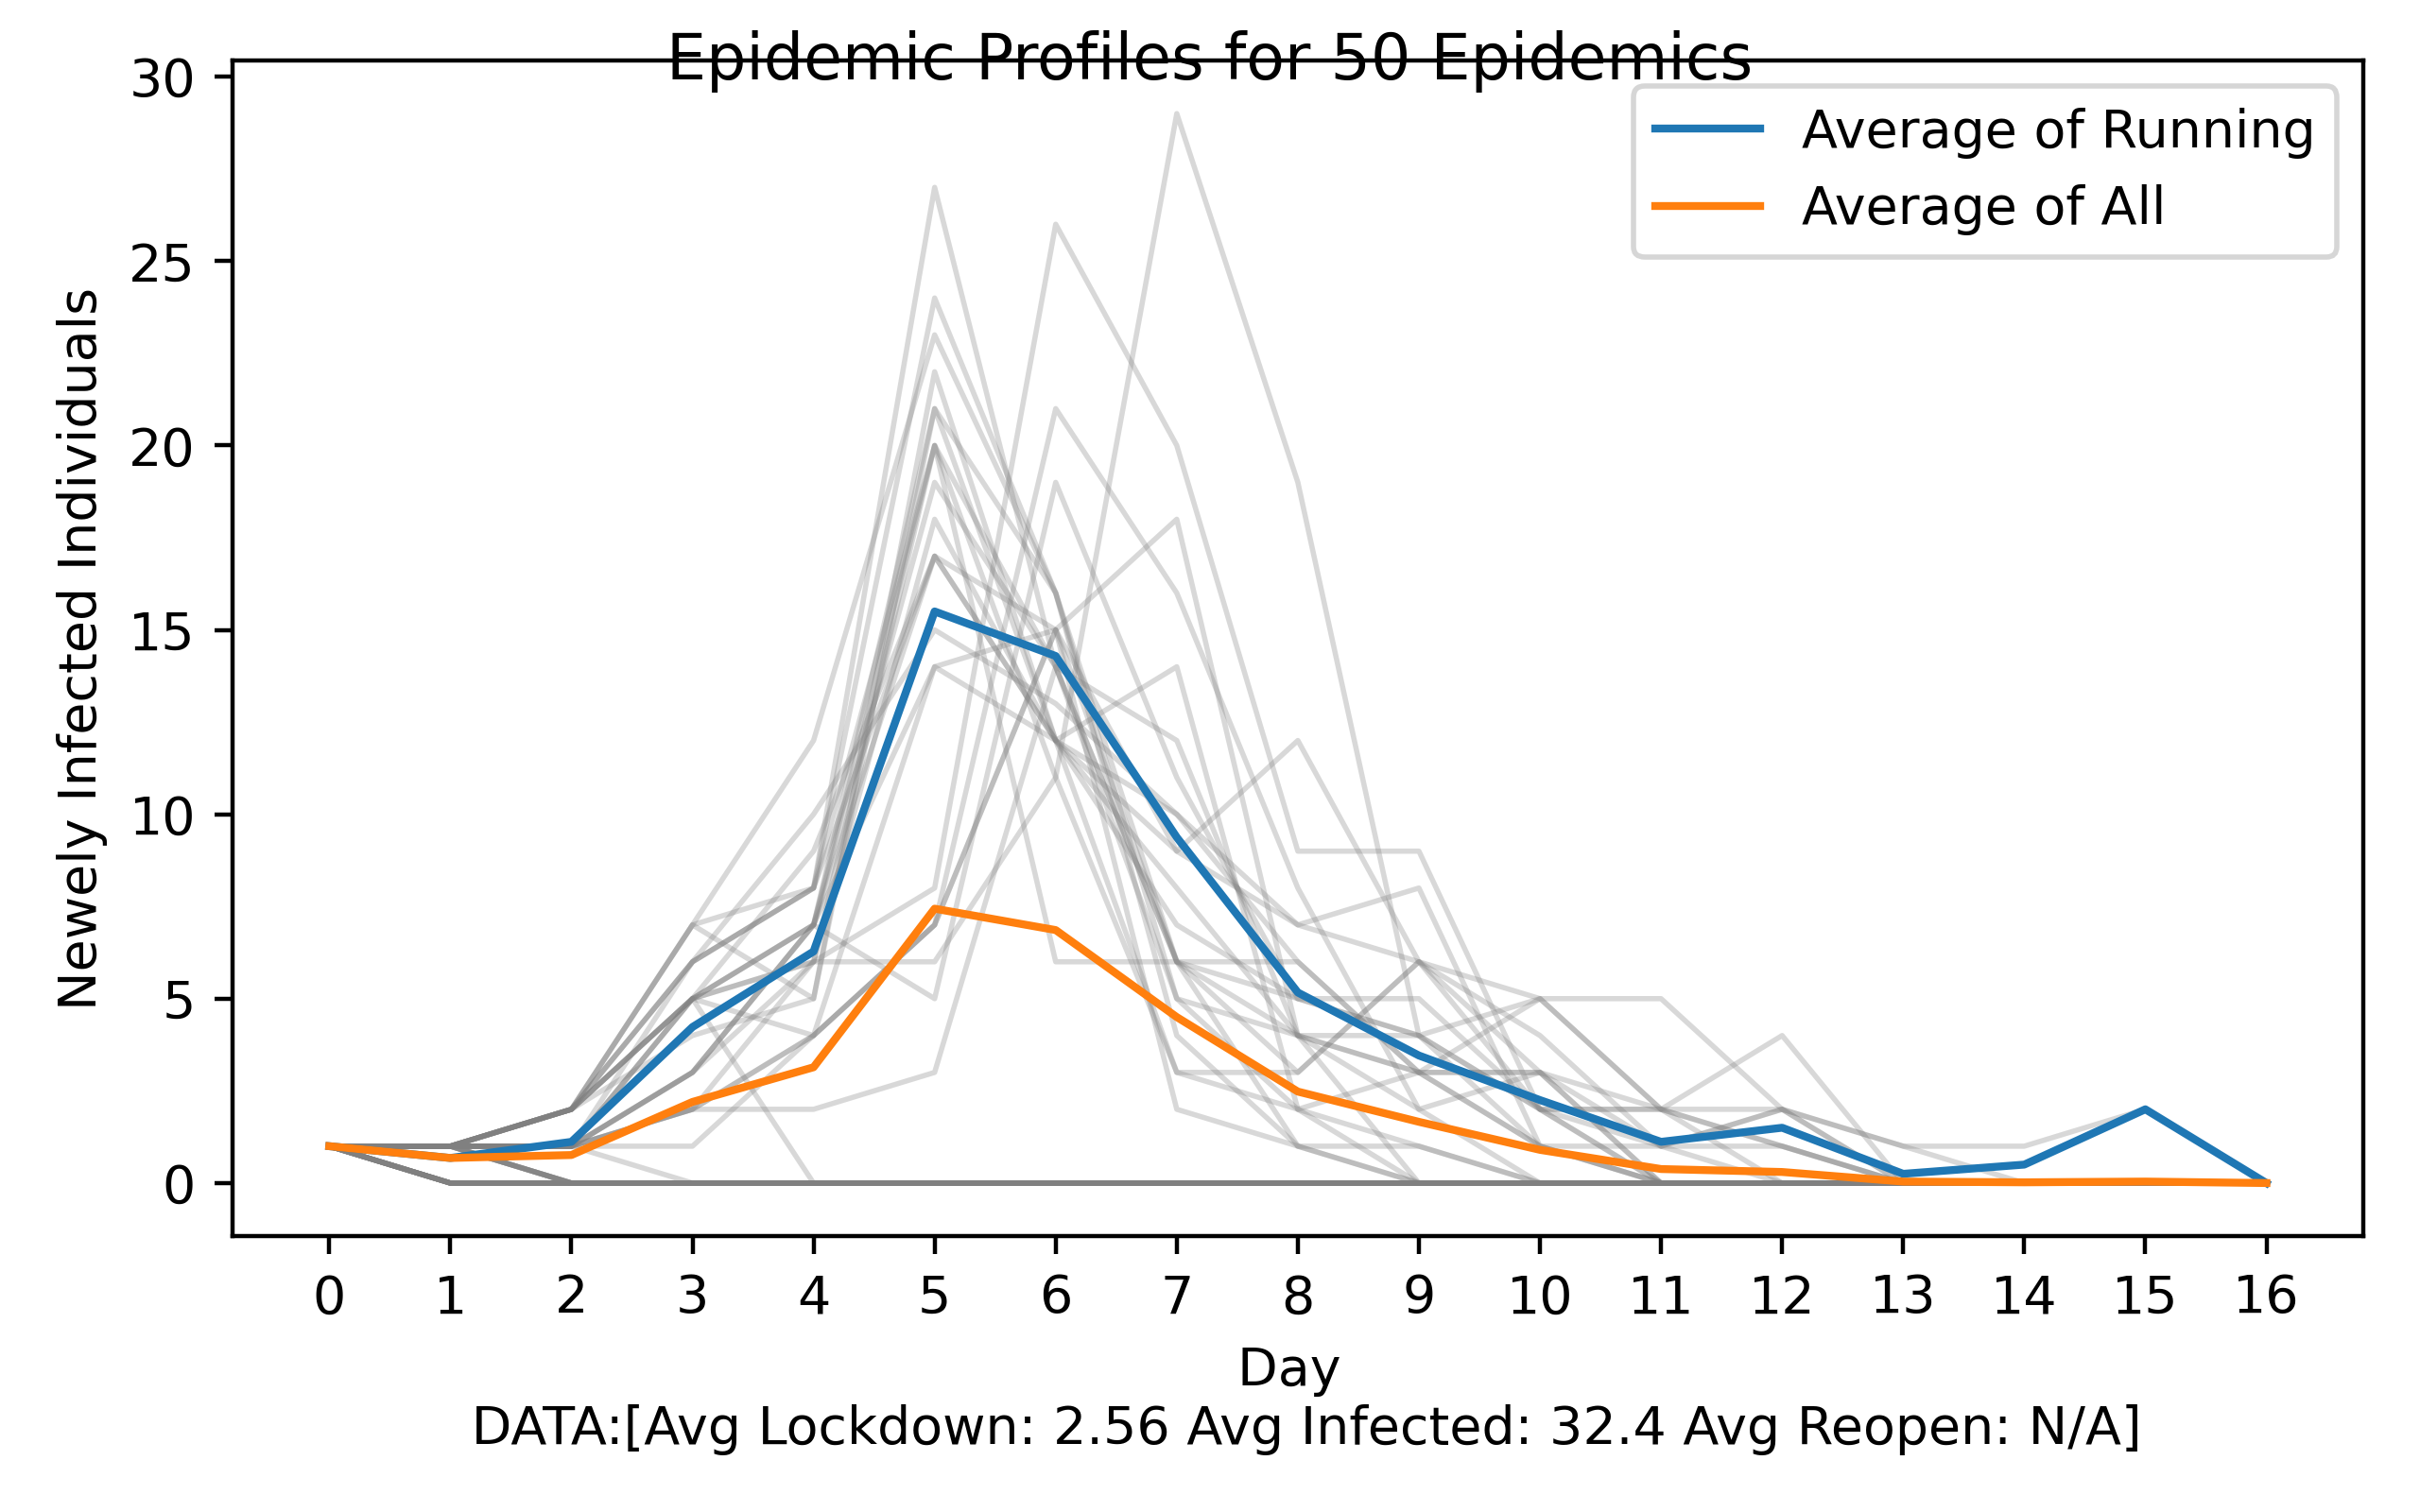 Epidemic Profiles for 50 Epidemics
Average of Running
Average of All
Newely Infected Individuals
30
25
20
15
10
5
0
0 1 2 3 4 5 6 7 8 9 10 11 12 13 14 15 16
Day
DATA:[Avg Lockdown: 2.56 Avg Infected: 32.4 Avg Reopen: N/A]